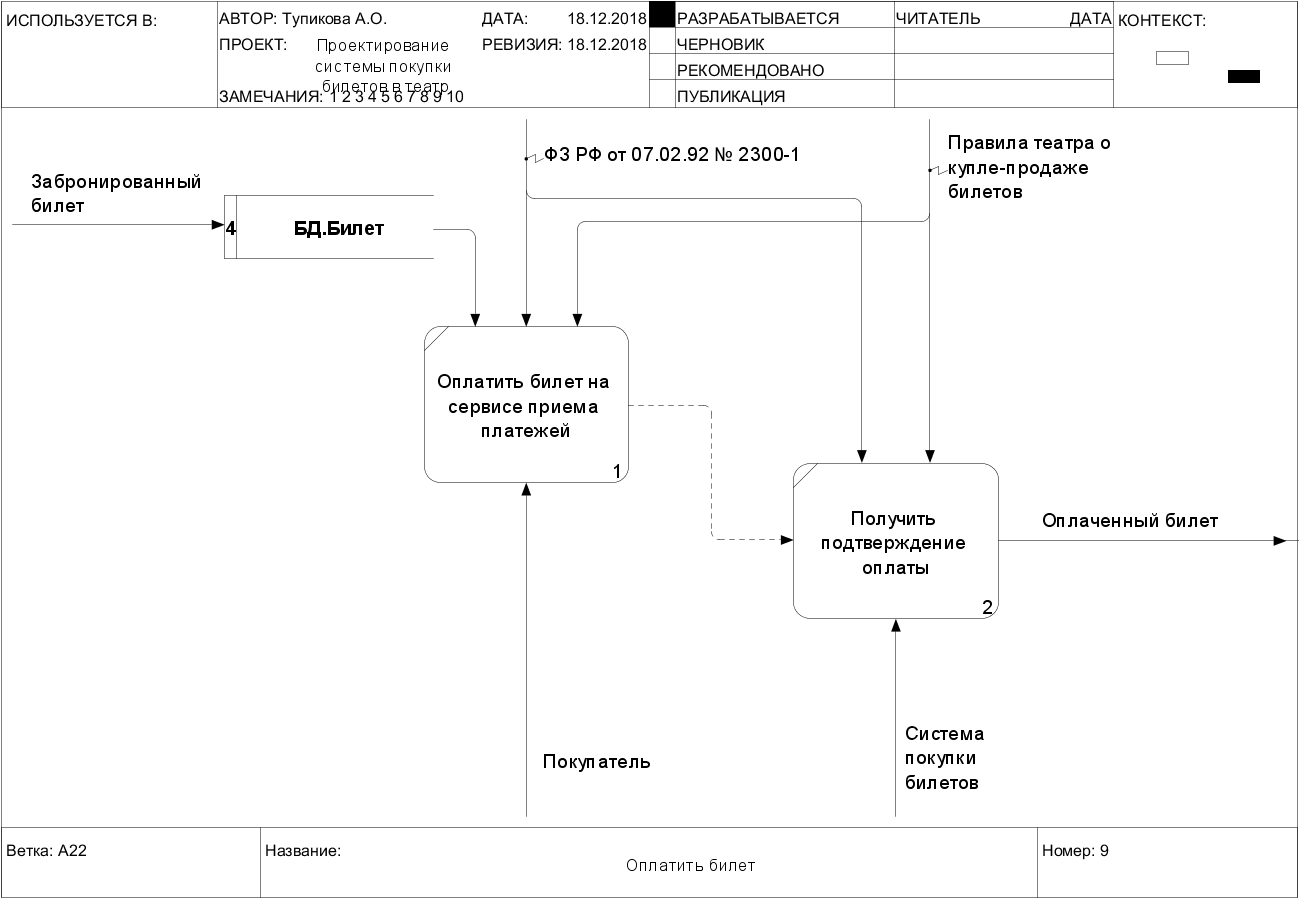 ИСПОЛЬЗУЕТСЯ В:
АВТОР: Тупикова А.О.
ДАТА: 18.12.2018
ПРОЕКТ: Проектирование
системы покупки
билетов в театр
РЕВИЗИЯ: 18.12.2018
ЗАМЕЧАНИЯ: 1 2 3 4 5 6 7 8 9 10
РАЗРАБАТЫВАЕТСЯ
ЧЕРНОВИК
РЕКОМЕНДОВАНО
ПУБЛИКАЦИЯ
ЧИТАТЕЛЬ ДАТА
КОНТЕКСТ:
Забронированный
билет
4 БД.Билет
ФЗ РФ от 07.02.92 № 2300-1
Правила театра о
купле-продаже
билетов
Оплатить билет на
сервисе приема
платежей
1
Получить
подтверждение
оплаты
2
Оплаченный билет
Покупатель
Система
покупки
билетов
Ветка: A22
Название:
Оплатить билет
Номер: 9